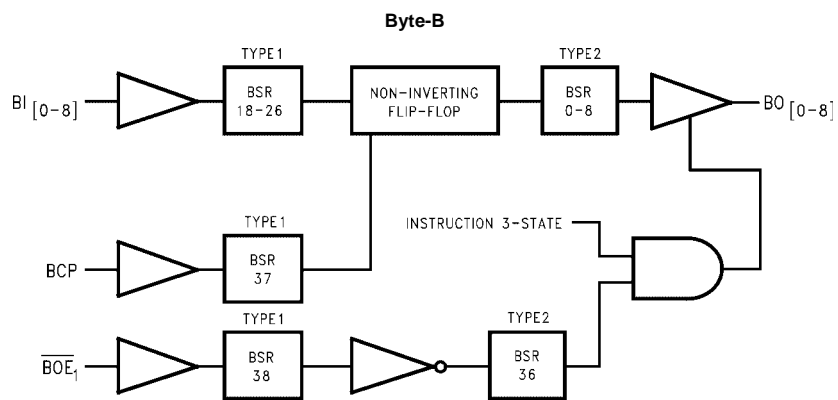 Byte-B
TYPE1
TYPE2
BI [0-8]
BSR
18-26
NON-INVERTING
FLIP-FLOP
BSR
0-8
BO [0-8]
TYPE1
INSTRUCTION 3-STATE
BCP
BSR
37
TYPE1
TYPE2
BOE1
BSR
38
BSR
36